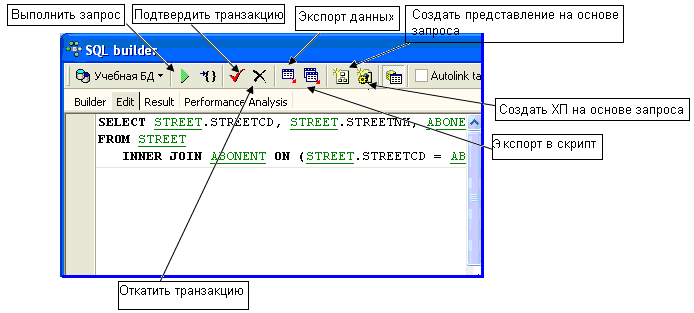 Выполнить запрос
Подтвердить транзакцию
Экспорт данных
Создать представление на основе
запроса
SQL builder
Учебная БД
Autolink ta
Builder Edit Result Performance Analysis
SELECT STREET.STREETCD, STREET.STREETNM, ABONE
FROM STREET
INNER JOIN ABONENT ON (STREET.STREETCD = AB
Создать ХП на основе запроса
Экспорт в скрипт
Откатить транзакцию